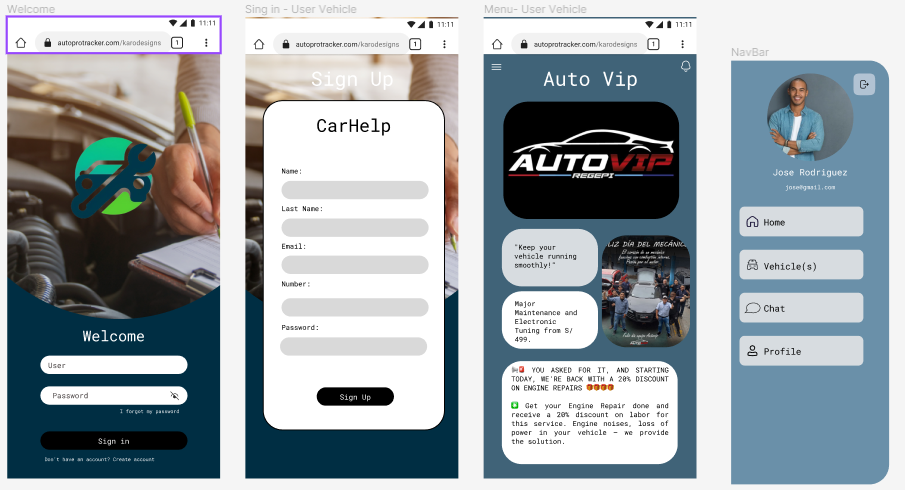 Welcome
11:11
autoprotracker.com/karodesigns
1
Welcome
User
Password
I forgot my password
Sign in
Don't have an account? Create account
Sing in - User Vehicle
11:11
autoprotracker.com/karodesigns
1
Sign Up
CarHelp
Name:
Last Name:
Email:
Number:
Password:
Sign Up
Menu- User Vehicle
11:11
autoprotracker.com/karodesigns
1
Auto Vip
AUTOVIP
REGEPI
"Keep your
vehicle running
smoothly!"
LIZ DÍA DEL MECÁNIC
Major
Maintenance and
Electronic
Tuning from S/
499.
YOU ASKED FOR IT, AND STARTING
TODAY, WE'RE BACK WITH A 20% DISCOUNT
ON ENGINE REPAIRS
Get your Engine Repair done and
receive a 20% discount on labor for
this service. Engine noises, loss of
power in your vehicle – we provide
the solution.
NavBar
Jose Rodriguez
jose@gmail.com
Home
Vehicle(s)
Chat
Profile